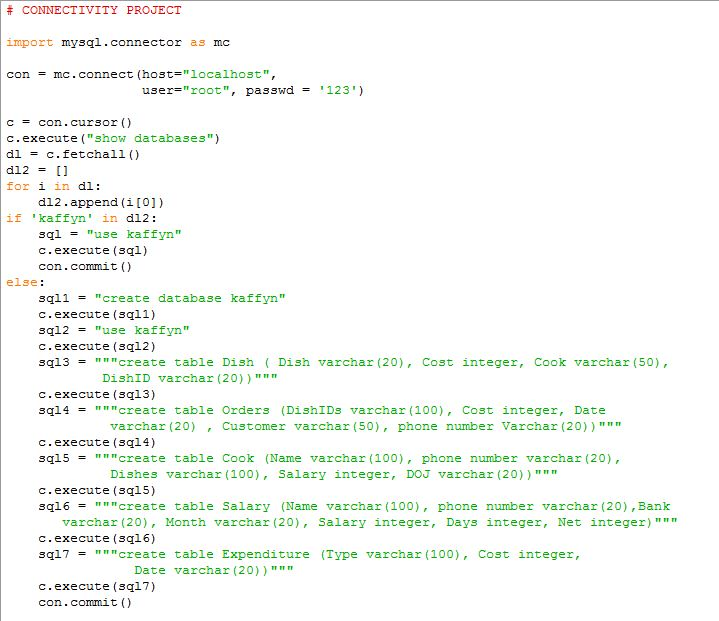 # CONNECTIVITY PROJECT
import mysql.connector as mc
con = mc.connect(host="localhost",
user="root", passwd = '123')
c = con.cursor()
c.execute("show databases")
dl = c.fetchall()
dl2 = []
for i in dl:
dl2.append(i[0])
if 'kaffyn' in dl2:
sql = "use kaffyn"
c.execute(sql)
con.commit()
else:
sql1 = "create database kaffyn"
c.execute(sql1)
sql2 = "use kaffyn"
c.execute(sql2)
sql3 = """create table Dish ( Dish varchar(20), Cost integer, Cook varchar(50),
DishID varchar(20))"""
c.execute(sql3)
sql4 = """create table Orders (DishIDs varchar(100), Cost integer, Date
varchar(20) , Customer varchar(50), phone number Varchar(20))"""
c.execute(sql4)
sql5 = """create table Cook (Name varchar(100), phone number varchar(20),
Dishes varchar(100), Salary integer, DOJ varchar(20))"""
c.execute(sql5)
sql6 = """create table Salary (Name varchar(100), phone number varchar(20),Bank
varchar(20), Month varchar(20), Salary integer, Days integer, Net integer)"""
c.execute(sql6)
sql7 = """create table Expenditure (Type varchar(100), Cost integer,
Date varchar(20))"""
c.execute(sql7)
con.commit()